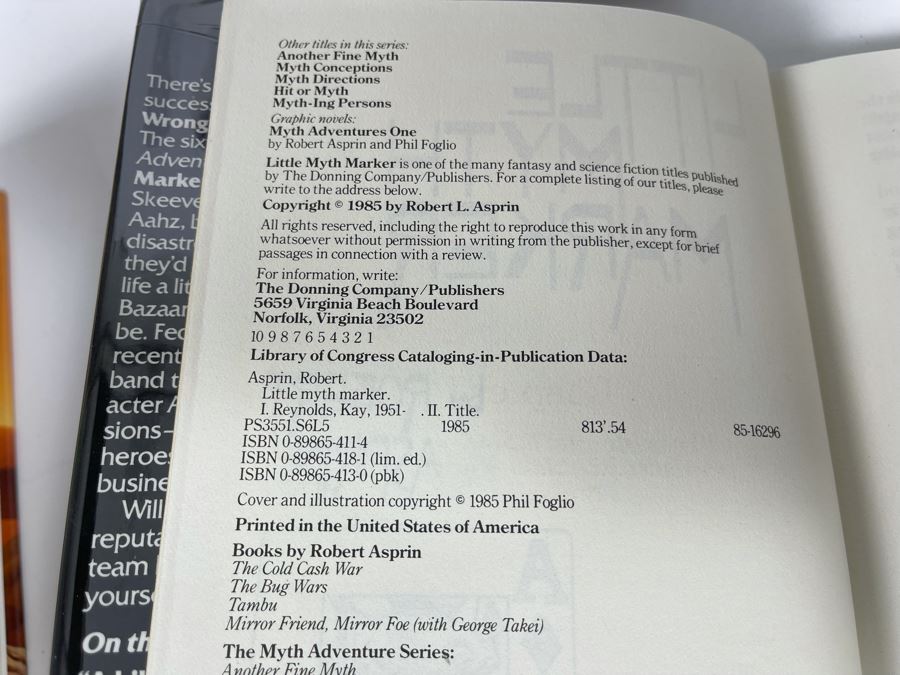 There's
success
Wrong
The six
Adven
Marke
Skeeve
Aahz, b
disastr
they'd
life a lit
Bazaar
be. Fed
recent
band t
acter A
sions—
heroes
busine
Will
reputa
team
yourse
On th
Other titles in this series:
Another Fine Myth
Myth Conceptions
Myth Directions
Hit or Myth
Myth-Ing Persons
Graphic novels:
Myth Adventures One
by Robert Asprin and Phil Foglio
Little Myth Marker is one of the many fantasy and science fiction titles published
by The Donning Company/Publishers. For a complete listing of our titles, please
write to the address below.
Copyright © 1985 by Robert L. Asprin
All rights reserved, including the right to reproduce this work in any form
whatsoever without permission in writing from the publisher, except for brief
passages in connection with a review.
For information, write:
The Donning Company/Publishers
5659 Virginia Beach Boulevard
Norfolk, Virginia 23502
10 9 8 7 6 5 4 3 2 1
Library of Congress Cataloging-in-Publication Data:
Asprin, Robert.
Little myth marker.
I. Reynolds, Kay, 1951- . II. Title.
PS3551.S6L5 1985 813'.54 85-16296
ISBN 0-89865-411-4
ISBN 0-89865-418-1 (lim. ed.)
ISBN 0-89865-413-0 (pbk)
Cover and illustration copyright © 1985 Phil Foglio
Printed in the United States of America
Books by Robert Asprin
The Cold Cash War
The Bug Wars
Tambu
Mirror Friend, Mirror Foe (with George Takei)
The Myth Adventure Series:
Another Fine Myth